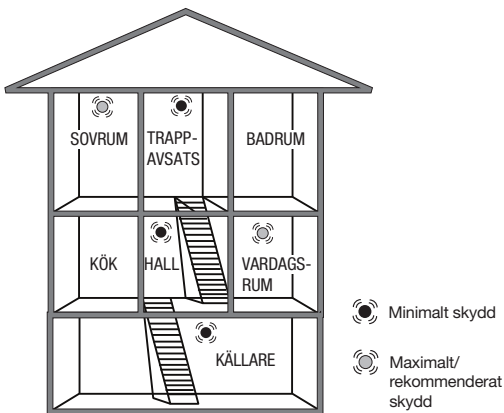 SOVRUM
TRAPP-
AVSATS
BADRUM
KÖK
HALL
VARDAGS-
RUM
KÄLLARE
Minimalt skydd
Maximalt/
rekommenderat
skydd